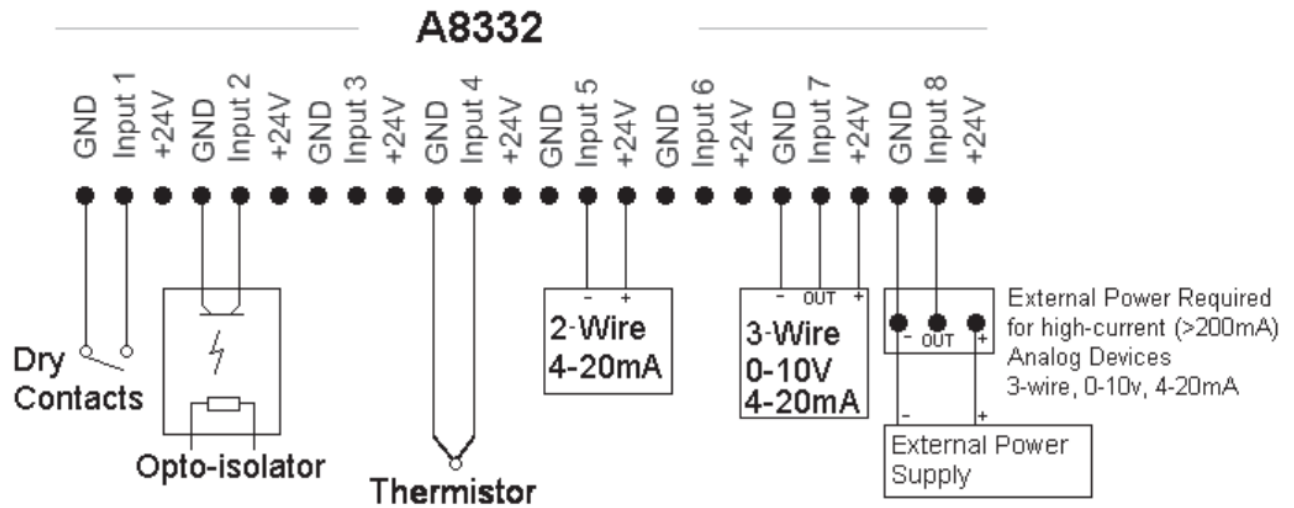 A8332
GND
Input 1
+24V
GND
Input 2
+24V
GND
Input 3
+24V
GND
Input 4
+24V
GND
Input 5
+24V
GND
Input 6
+24V
GND
Input 7
+24V
GND
Input 8
+24V
Dry
Contacts
Opto-isolator
Thermistor
- +
2-Wire
4-20mA
- OUT +
3-Wire
0-10V
4-20mA
- OUT +
External Power Required
for high-current (>200mA)
Analog Devices
3-wire, 0-10v, 4-20mA
- +
External Power
Supply